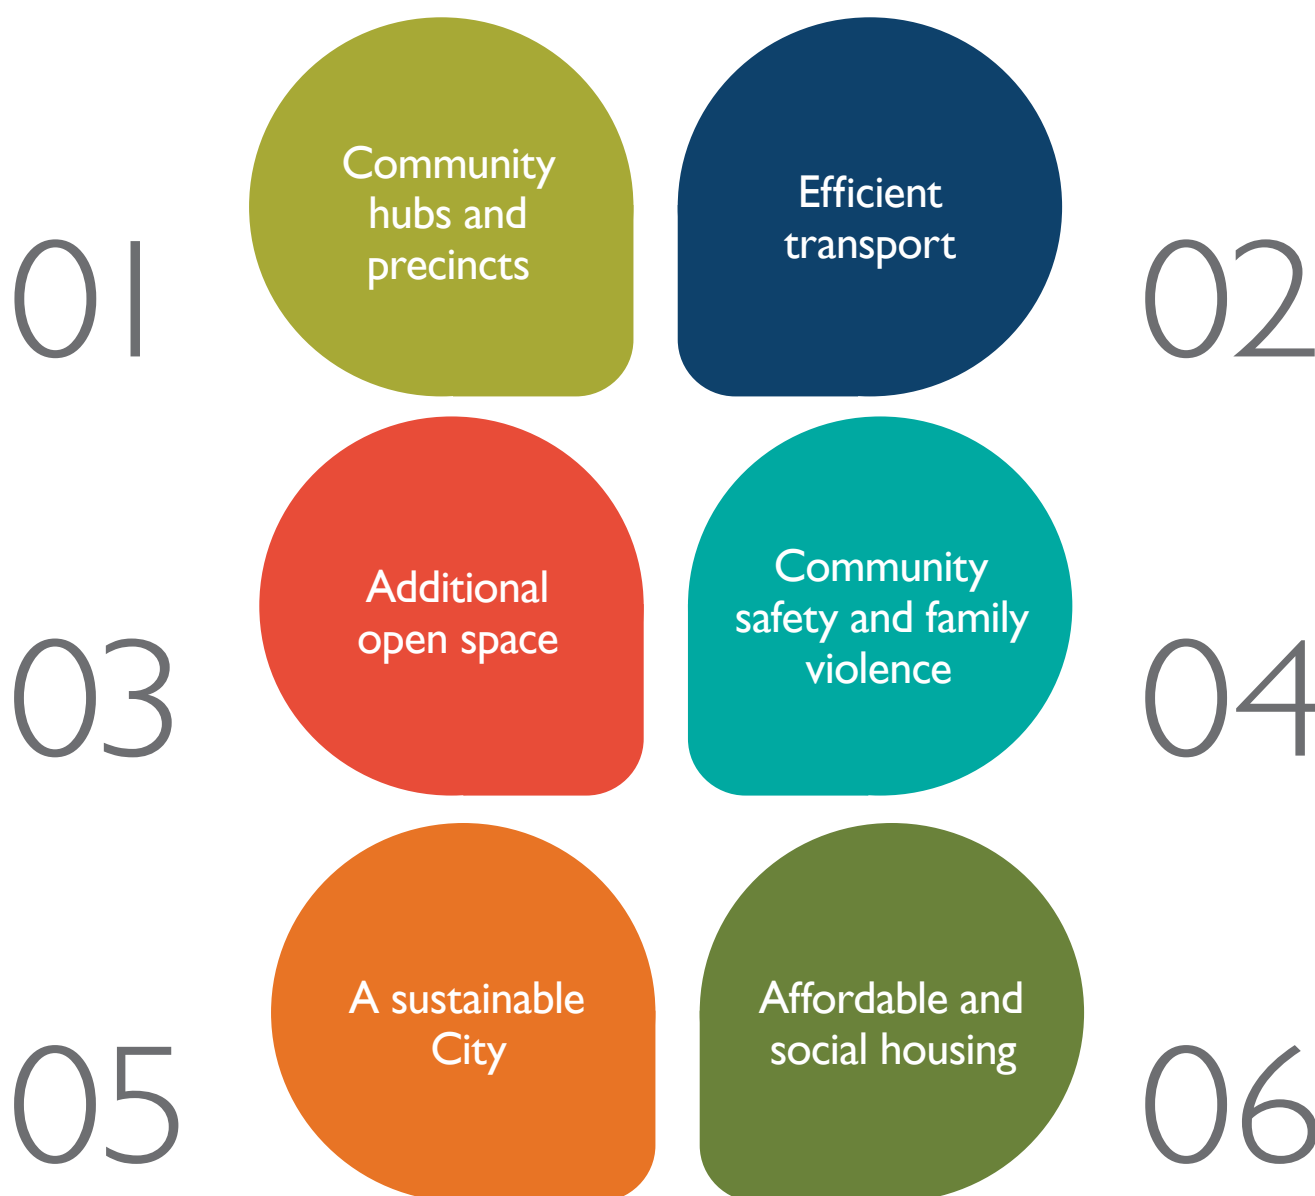 01
Community
hubs and
precincts
Efficient
transport
02
03
Additional
open space
Community
safety and family
violence
04
05
A sustainable
City
Affordable and
social housing
06